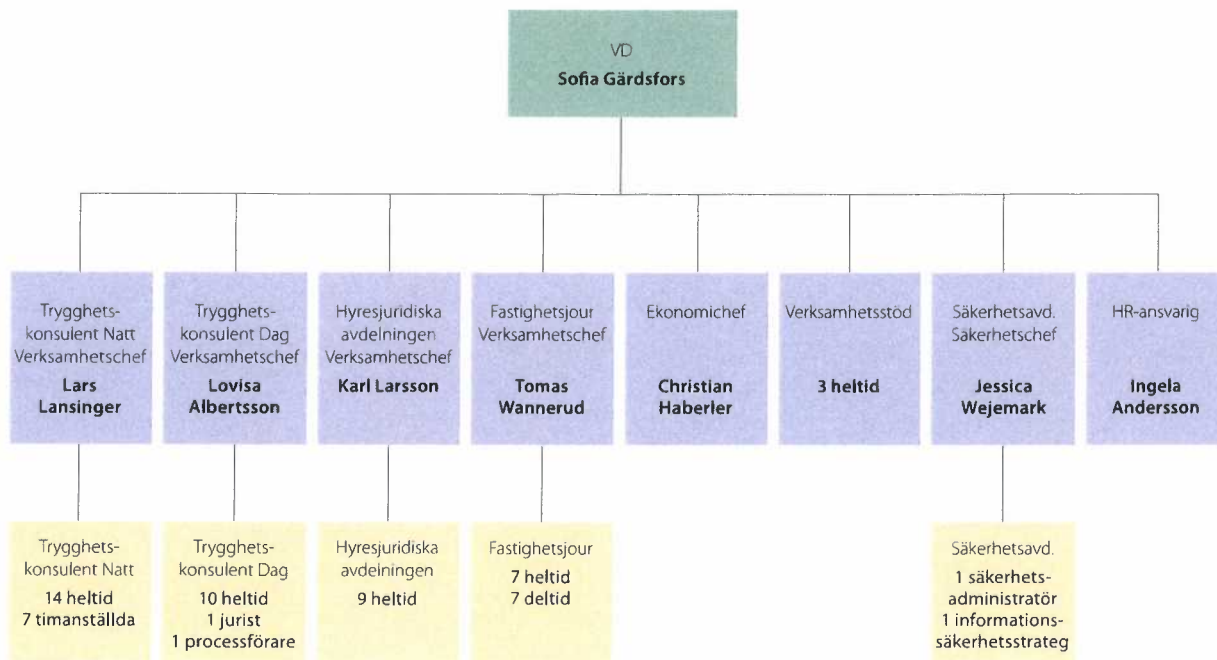 VD
Sofia Gärdsfors
Trygghets-
konsulent Natt
Verksamhetschef
Lars
Lansinger
Trygghets-
konsulent Dag
Verksamhetschef
Lovisa
Albertsson
Hyresjuridiska
avdelningen
Verksamhetschef
Karl Larsson
Fastighetsjour
Verksamhetschef
Tomas
Wannerud
Ekonomichef
Christian
Haberler
Verksamhetsstöd
3 heltid
Säkerhetsavd.
Säkerhetschef
Jessica
Wejemark
HR-ansvarig
Ingela
Andersson
Trygghets-
konsulent Natt
14 heltid
7 timanställda
Trygghets-
konsulent Dag
10 heltid
1 jurist
1 processförare
Hyresjuridiska
avdelningen
9 heltid
Fastighetsjour
7 heltid
7 deltid
Säkerhetsavd.
1 säkerhets-
administratör
1 informations-
säkerhetsstrateg